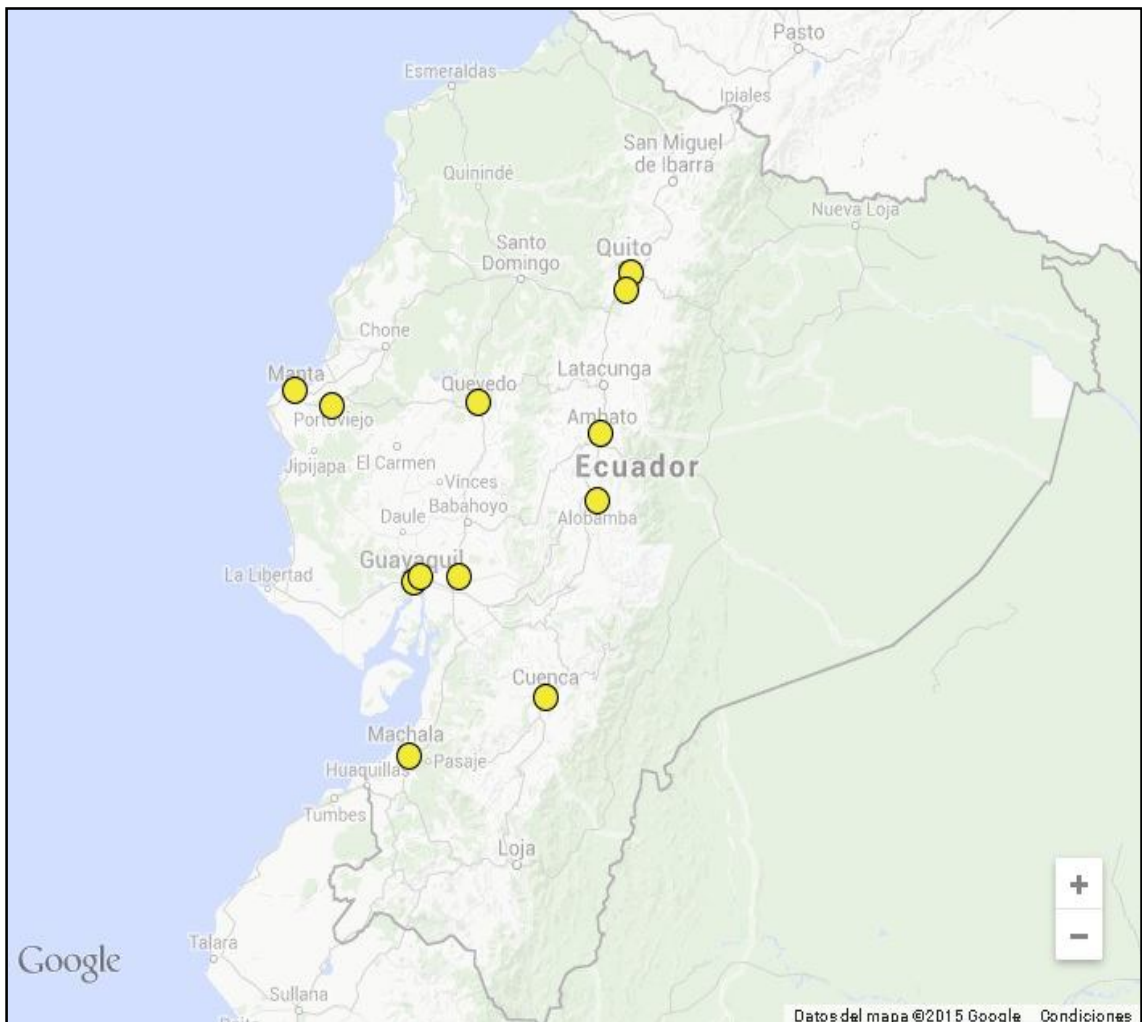 Pasto
Esmeraldas
Ipiales
San Miguel
de Ibarra
Quinindé
Nueva Loja
Santo
Domingo
Quito
Chone
Manta
Latacunga
Quevedo
Portoviejo
Ambato
Jipijapa
El Carmen
Ecuador
Vinces
Babahoyo
Daule
Alobamba
Guayaquil
La Libertad
Cuenca
Machala
Pasaje
Huaquillas
Tumbes
Loja
+
−
Talara
Google
Sullana
Datos del mapa ©2015 Google Condiciones